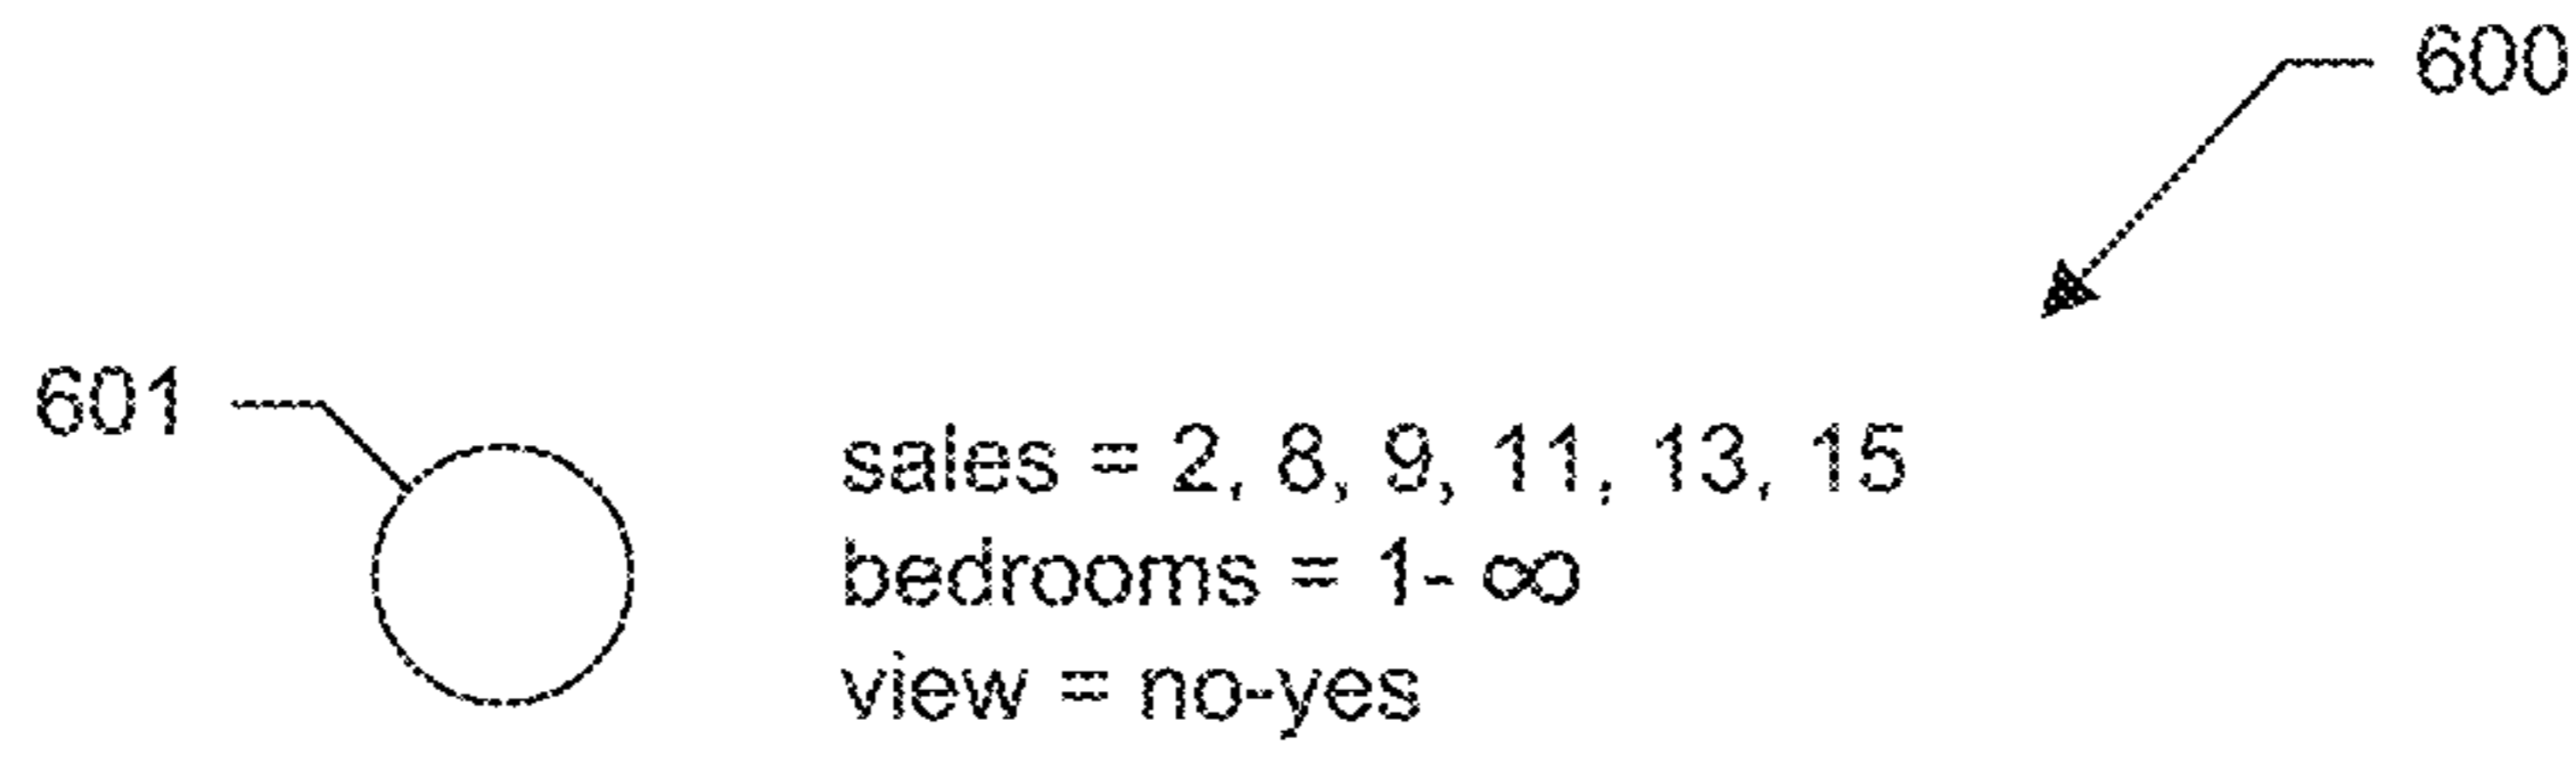 600
601
sales = 2, 8, 9, 11, 13, 15
bedrooms = 1- ∞
view = no-yes